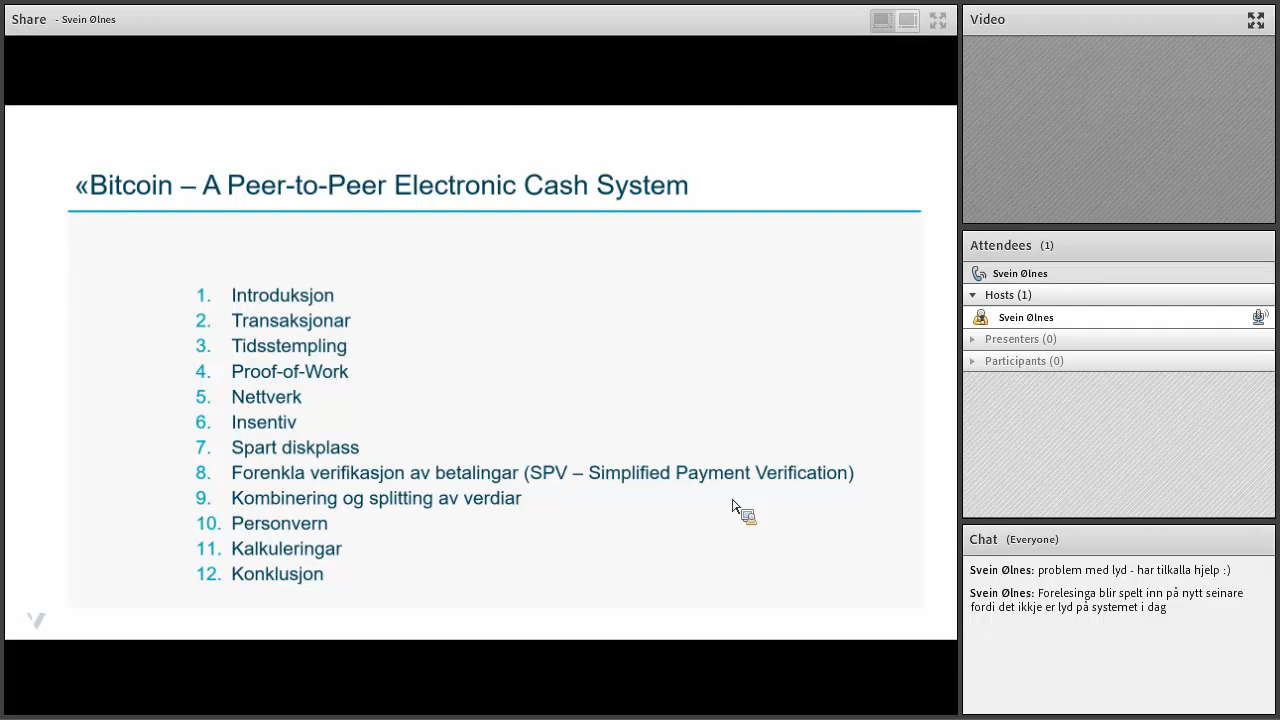 Share - Svein Ølnes
«Bitcoin – A Peer-to-Peer Electronic Cash System
1. Introduksjon
2. Transaksjonar
3. Tidsstempling
4. Proof-of-Work
5. Nettverk
6. Insentiv
7. Spart diskplass
8. Forenkla verifikasjon av betalingar (SPV – Simplified Payment Verification)
9. Kombinering og splitting av verdiar
10. Personvern
11. Kalkuleringar
12. Konklusjon
Video
Attendees (1)
Svein Ølnes
Hosts (1)
Svein Ølnes
Presenters (0)
Participants (0)
Chat (Everyone)
Svein Ølnes: problem med lyd - har tilkalla hjelp :)
Svein Ølnes: Forelesinga blir spelt inn på nytt seinare
fordi det ikkje er lyd på systemet i dag